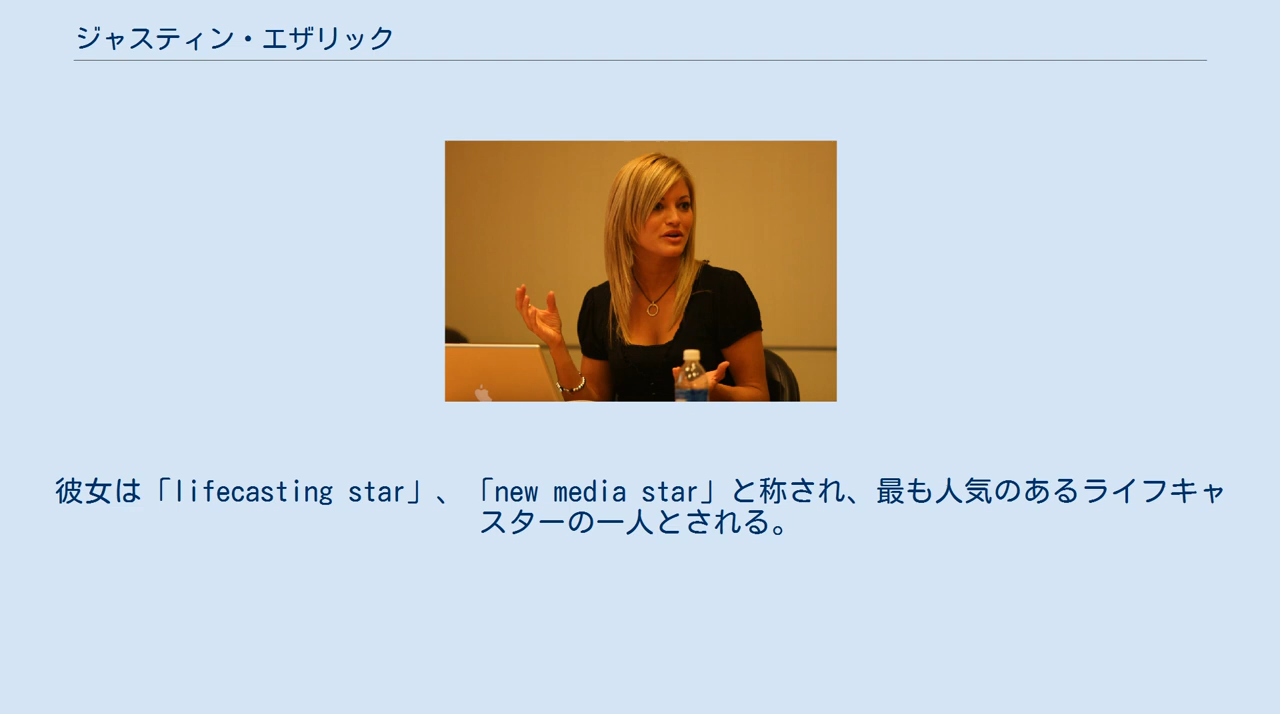 ジャスティン・エザリック
彼女は「lifecasting star」、 「new media star」と称され、最も人気のあるライフキャ
スターの一人とされる。